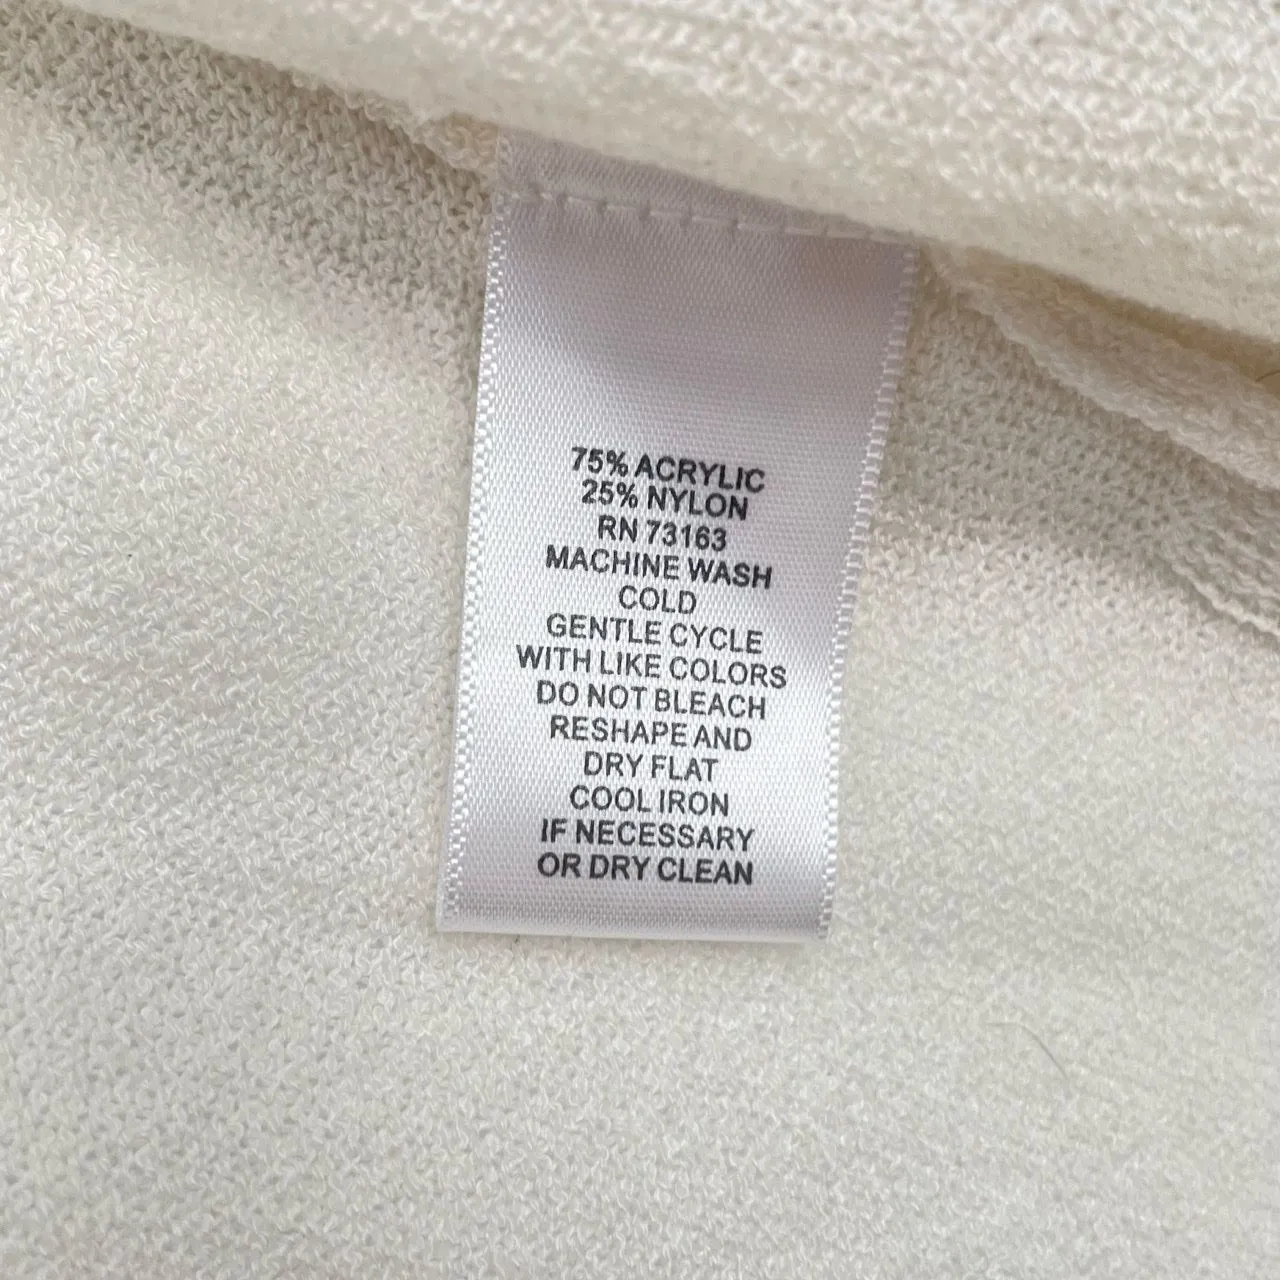 75% ACRYLIC
25% NYLON
RN 73163
MACHINE WASH
COLD
GENTLE CYCLE
WITH LIKE COLORS
DO NOT BLEACH
RESHAPE AND
DRY FLAT
COOL IRON
IF NECESSARY
OR DRY CLEAN